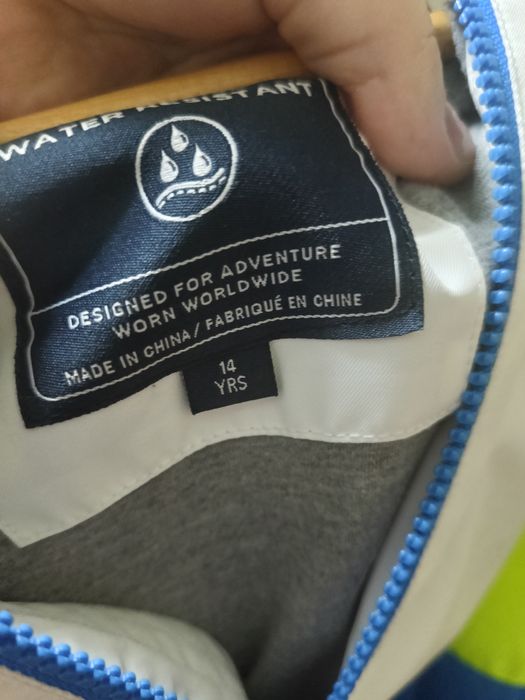 WATER RESISTANT
DESIGNED FOR ADVENTURE
WORN WORLDWIDE
MADE IN CHINA / FABRIQUÉ EN CHINE
14
YRS